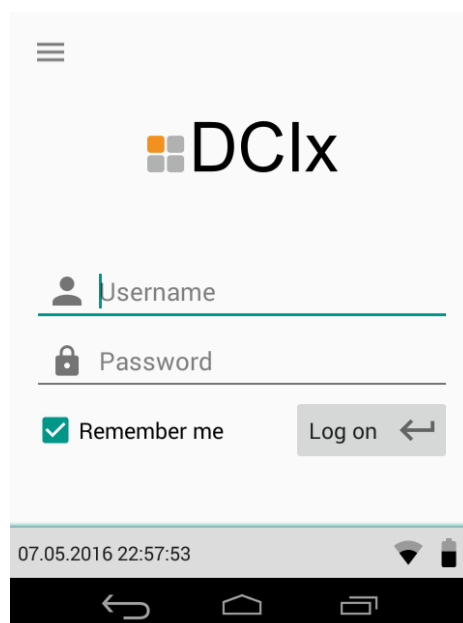 DCIx
Username
Password
Remember me
Log on
07.05.2016 22:57:53